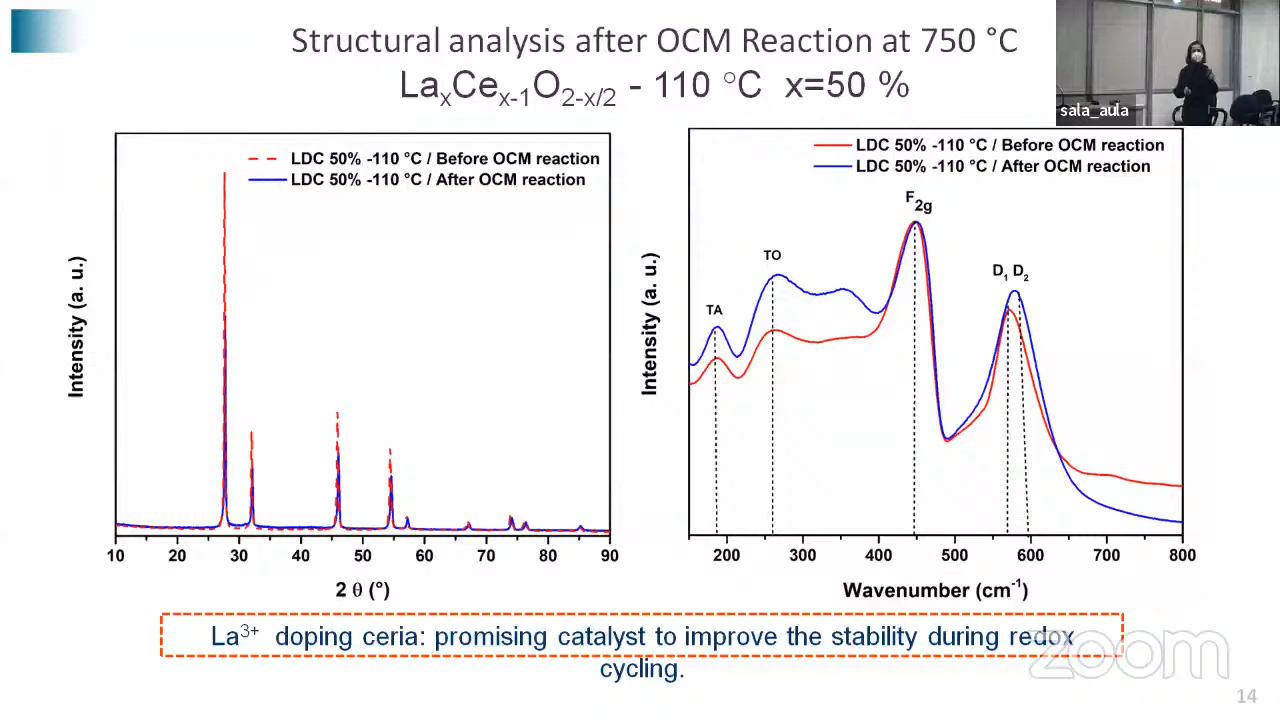 Structural analysis after OCM Reaction at 750 °C
LaxCex-1O2-x/2 - 110 °C x=50 %
sala_aula
LDC 50% -110 °C / Before OCM reaction
LDC 50% -110 °C / After OCM reaction
Intensity (a. u.)
10 20 30 40 50 60 70 80 90
2 θ (°)
LDC 50% -110 °C / Before OCM reaction
LDC 50% -110 °C / After OCM reaction
F2g
TO
D1 D2
TA
Intensity (a. u.)
200 300 400 500 600 700 800
Wavenumber (cm-1)
La3+ doping ceria: promising catalyst to improve the stability during redox
cycling.
zoom
14